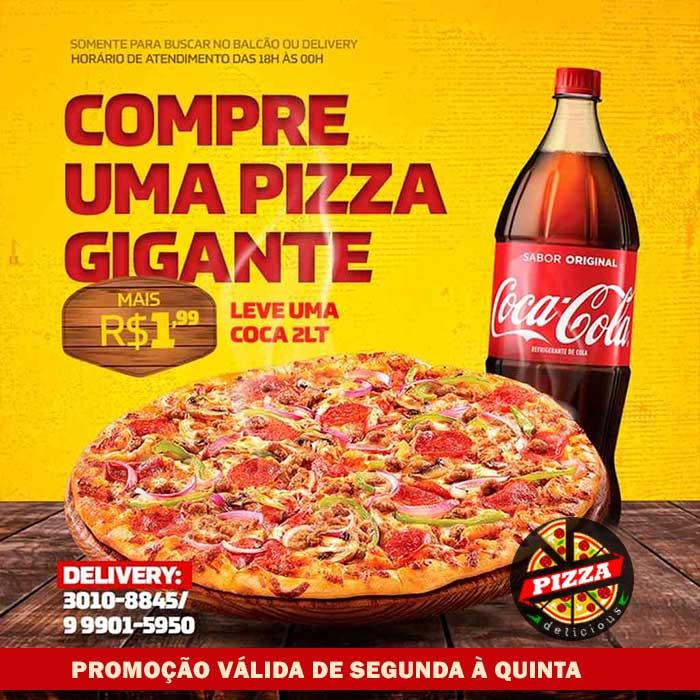 SOMENTE PARA BUSCAR NO BALCÃO OU DELIVERY
HORÁRIO DE ATENDIMENTO DAS 18H ÀS 00H
COMPRE
UMA PIZZA
GIGANTE
MAIS
R$1,99
LEVE UMA
COCA 2LT
SABOR ORIGINAL
Coca-Cola
REFRIGERANTE DE COLA
DELIVERY:
3010-8845/
9 9901-5950
PIZZA
delicious
PROMOÇÃO VÁLIDA DE SEGUNDA À QUINTA